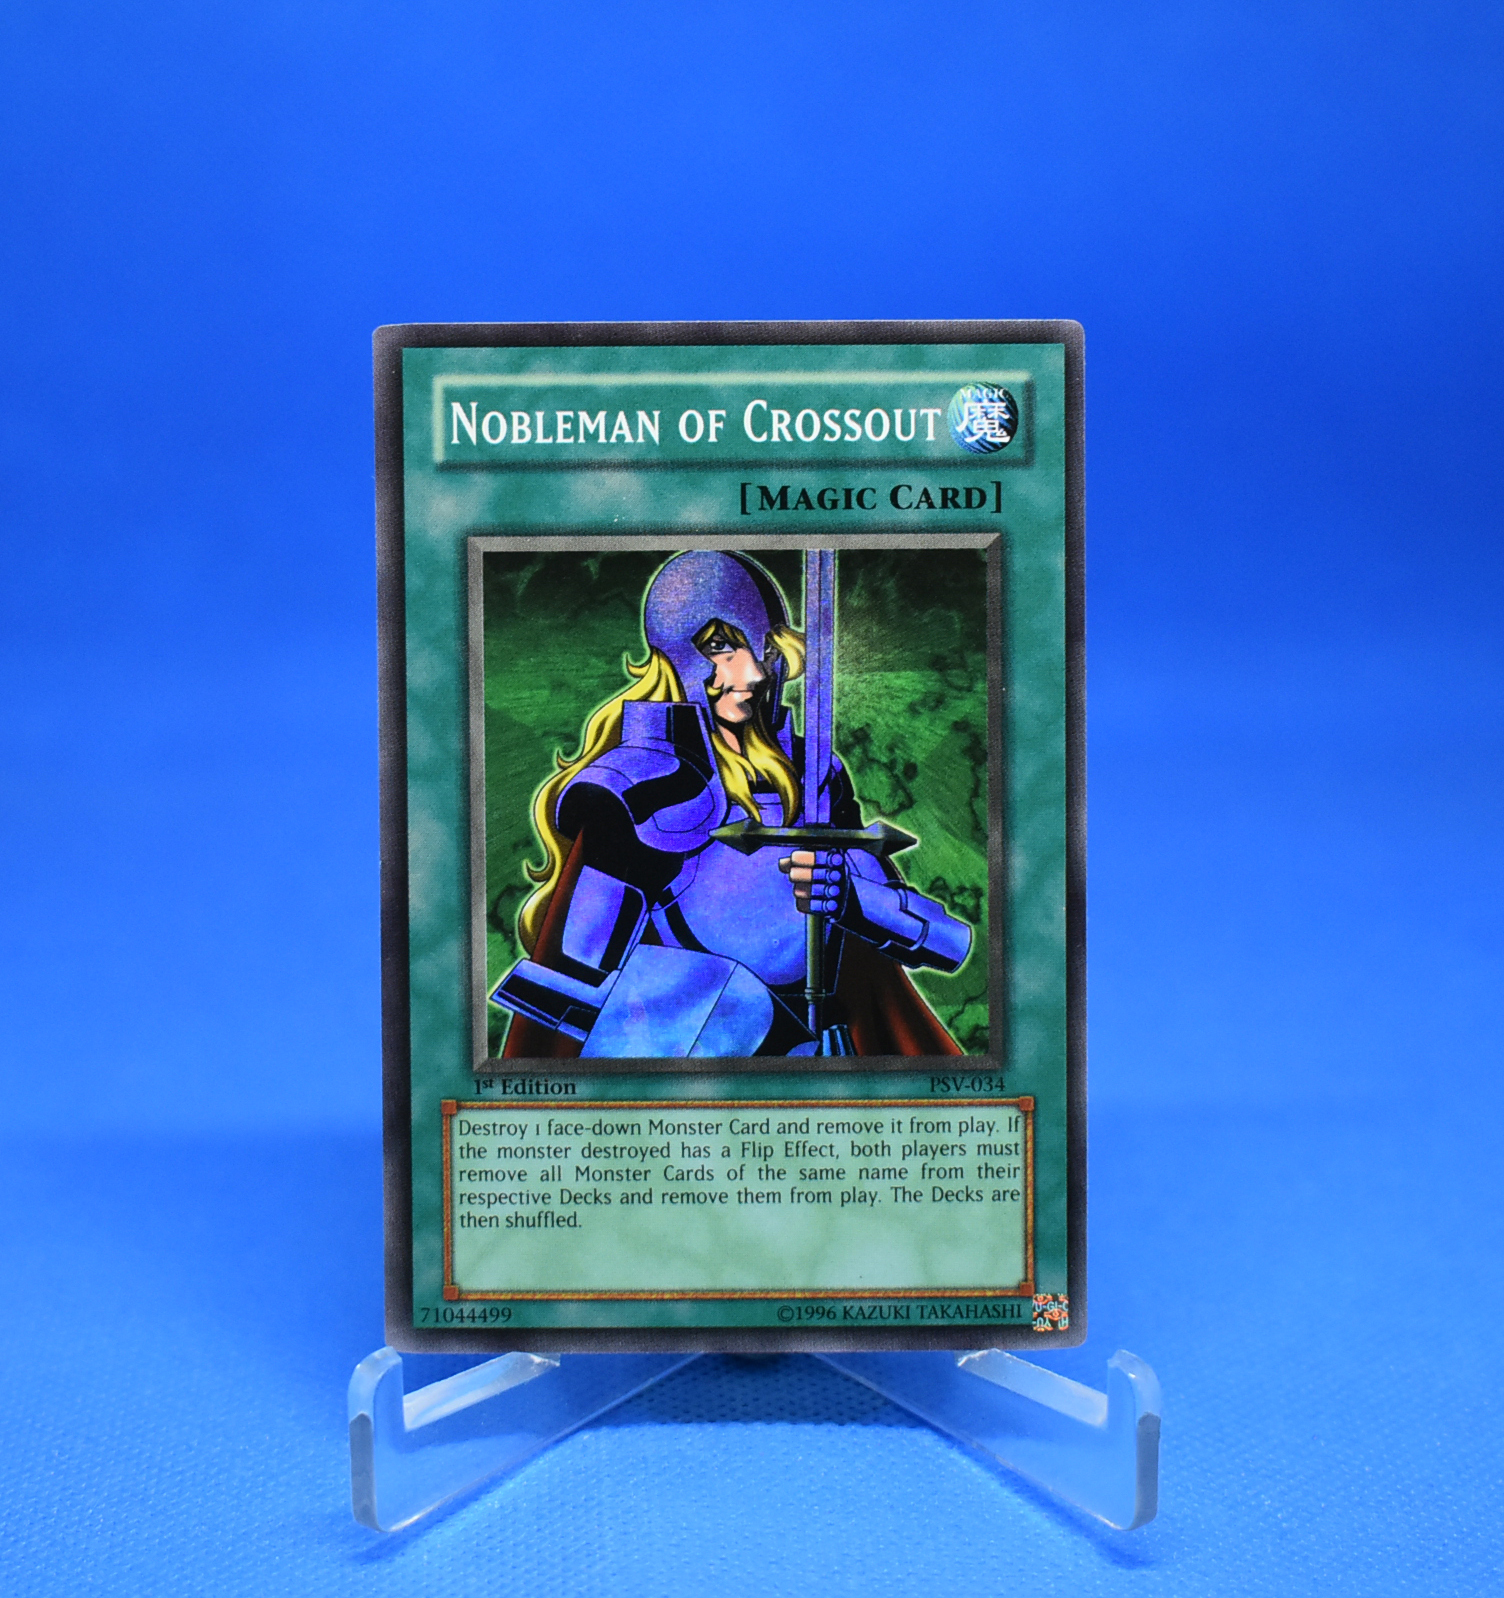 NOBLEMAN OF CROSSOUT
MAGIC
魔
[MAGIC CARD]
1st Edition
PSV-034
Destroy 1 face-down Monster Card and remove it from play. If
the monster destroyed has a Flip Effect, both players must
remove all Monster Cards of the same name from their
respective Decks and remove them from play. The Decks are
then shuffled.
71044499
©1996 KAZUKI TAKAHASHI